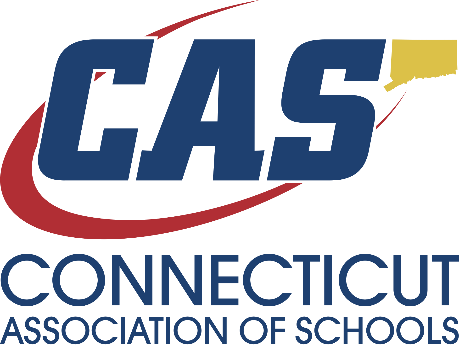 CAS
CONNECTICUT
ASSOCIATION OF SCHOOLS